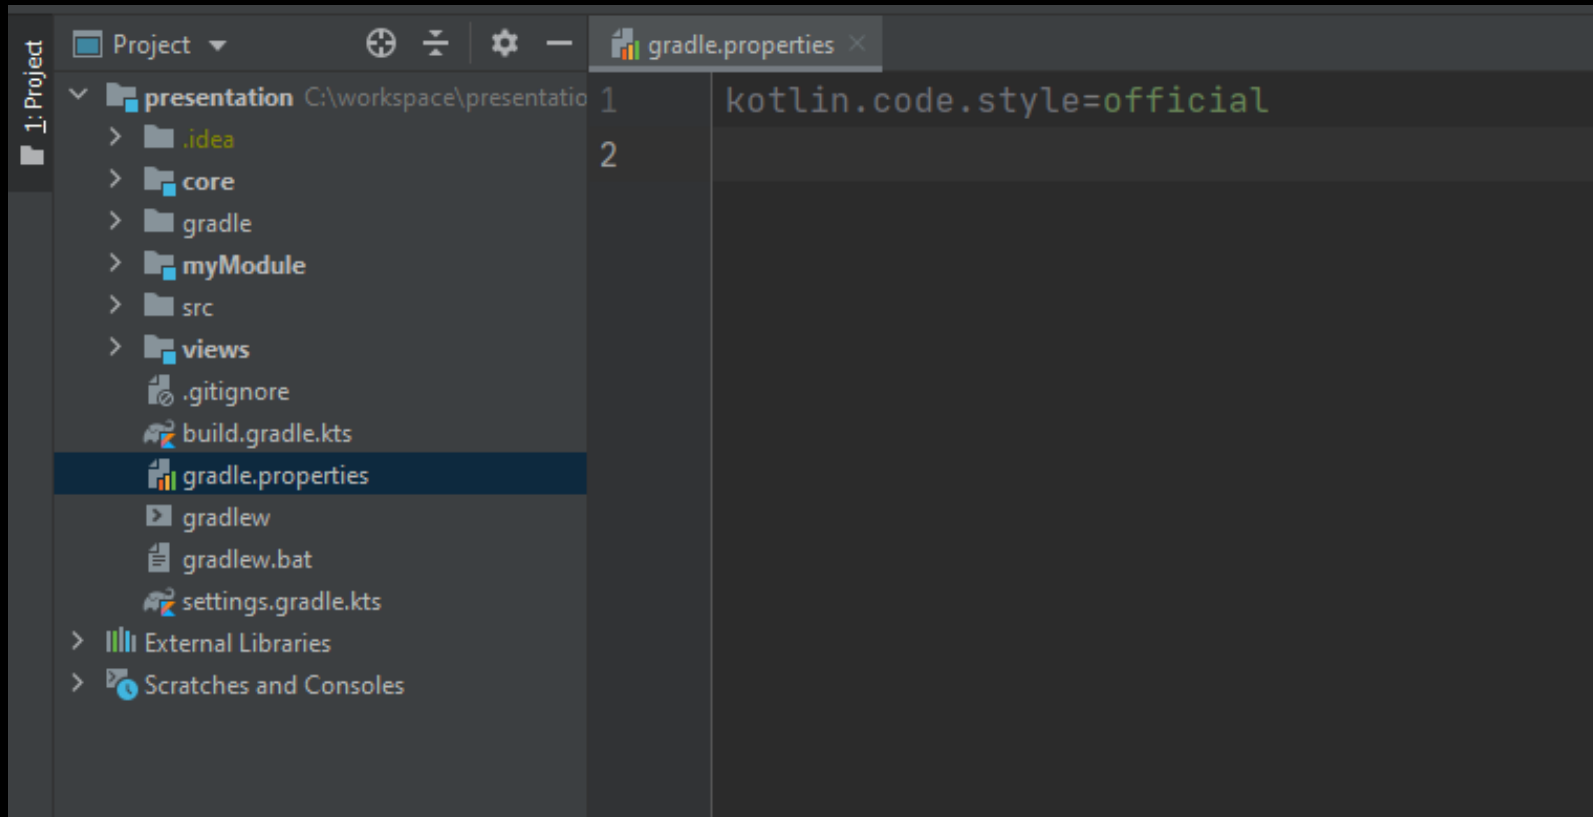 1: Project
Project
presentation C:\workspace\presentatio
.idea
core
gradle
myModule
src
views
.gitignore
build.gradle.kts
gradle.properties
gradlew
gradlew.bat
settings.gradle.kts
External Libraries
Scratches and Consoles
gradle.properties
1 kotlin.code.style=official
2